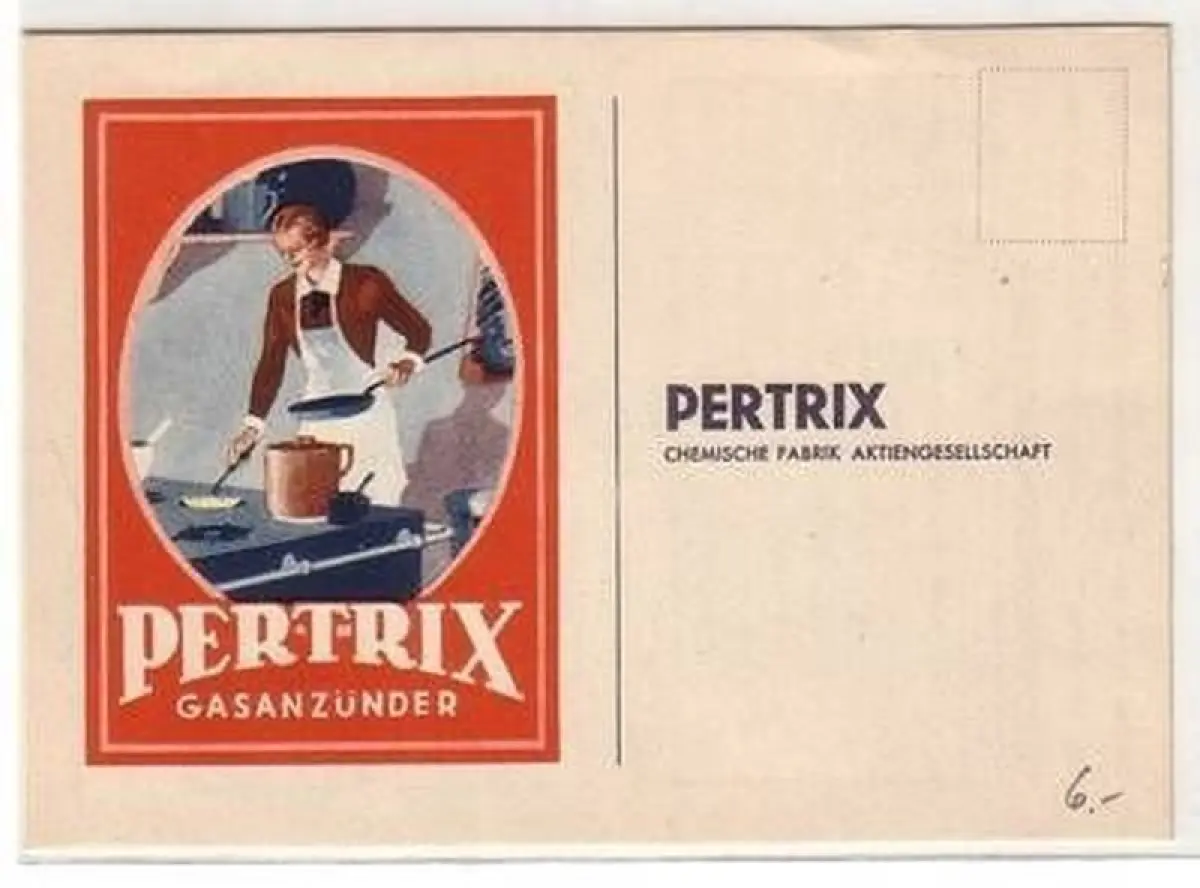 PERTRIX
GASANZÜNDER
PERTRIX
CHEMISCHE FABRIK AKTIENGESELLSCHAFT
6.-